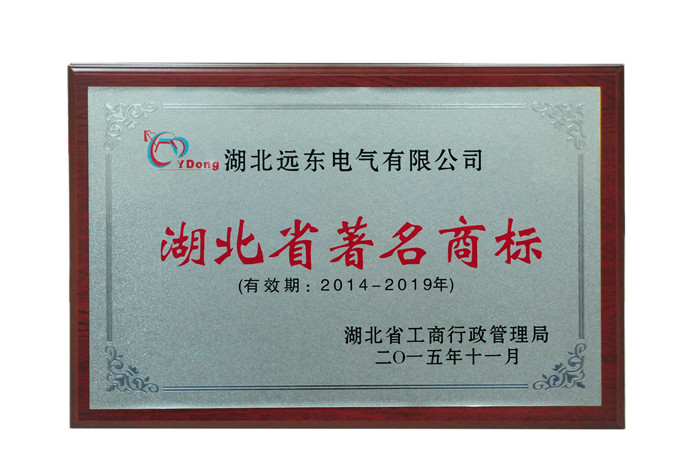 YDong 湖北远东电气有限公司
湖北省著名商标
(有效期：2014-2019年)
湖北省工商行政管理局
二〇一五年十一月